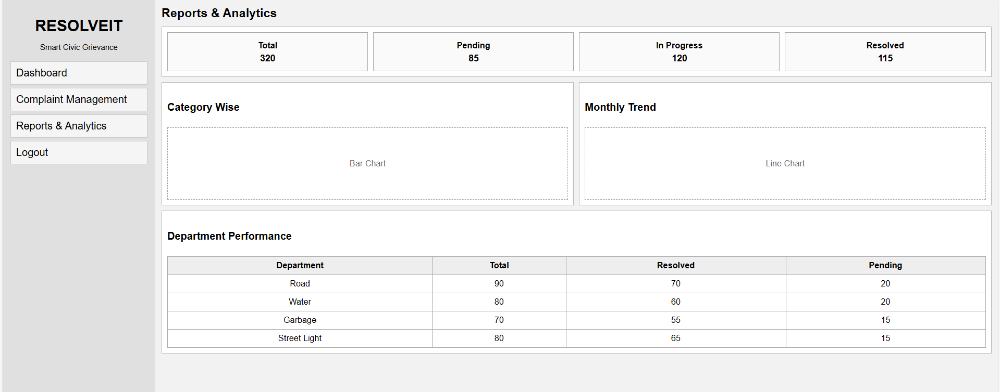 RESOLVEIT
Smart Civic Grievance
Dashboard
Complaint Management
Reports & Analytics
Logout
Reports & Analytics
Total
320
Pending
85
In Progress
120
Resolved
115
Category Wise
Bar Chart
Monthly Trend
Line Chart
Department Performance
Department Total Resolved Pending
Road 90 70 20
Water 80 60 20
Garbage 70 55 15
Street Light 80 65 15